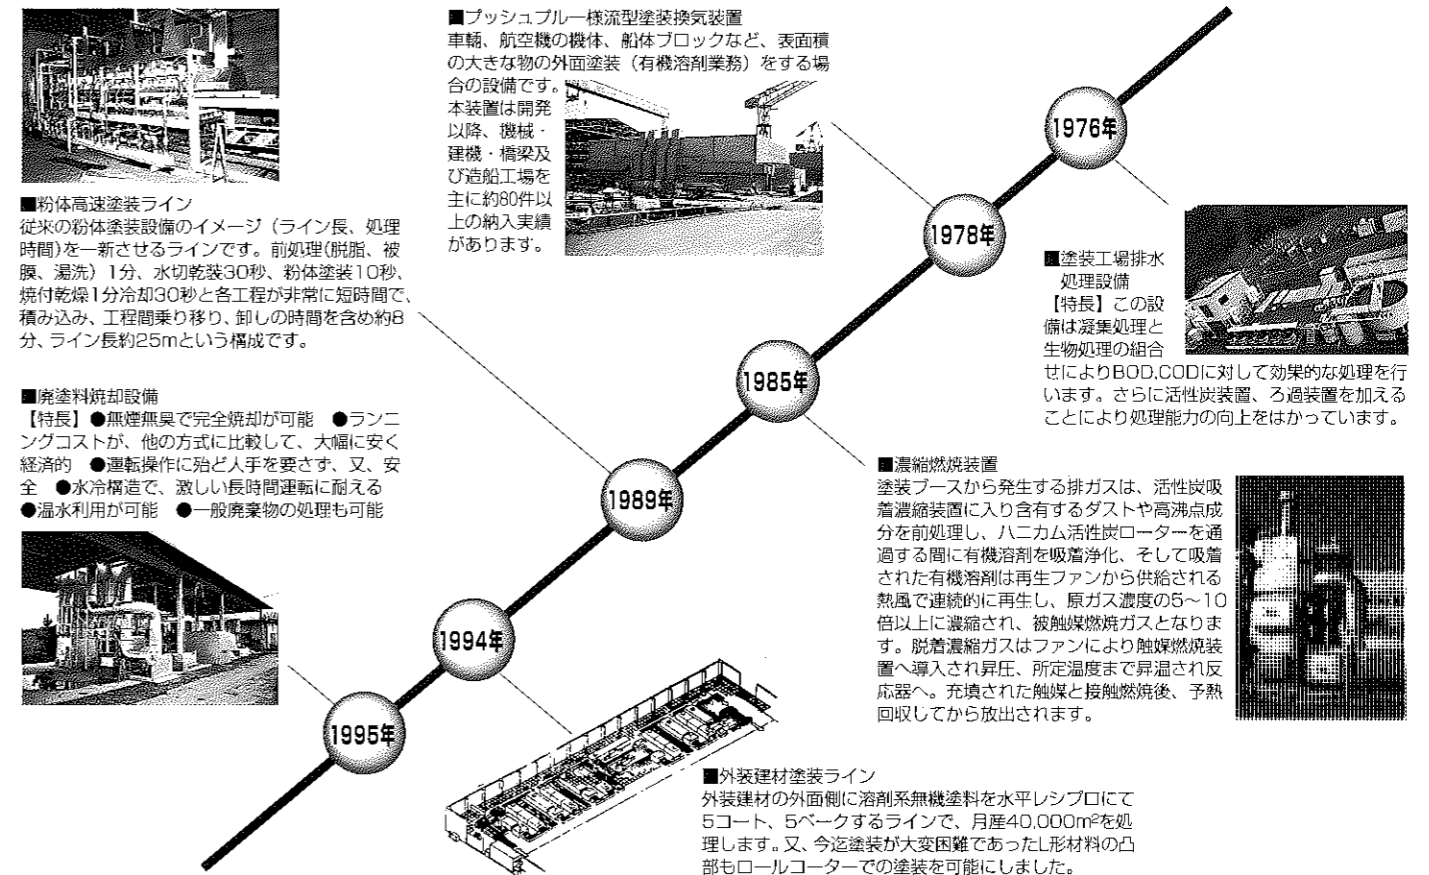 ■プッシュプル一様流型塗装換気装置
車輌、航空機の機体、船体ブロックなど、表面積
の大きな物の外面塗装（有機溶剤業務）をする場
合の設備です。
本装置は開発
以降、機械・
建機・橋梁及
び造船工場を
主に約80件以
上の納入実績
があります。
1976年
1978年
1985年
1989年
1994年
1995年
■粉体高速塗装ライン
従来の粉体塗装設備のイメージ（ライン長、処理
時間)を一新させるラインです。前処理(脱脂、被
膜、湯洗）1分、水切乾装30秒、粉体塗装10秒、
焼付乾燥1分冷却30秒と各工程が非常に短時間で、
積み込み、工程間乗り移り、卸しの時間を含め約8
分、ライン長約25mという構成です。
■廃塗料焼却設備
【特長】●無煙無臭で完全焼却が可能　●ランニ
ングコストが、他の方式に比較して、大幅に安く
経済的　●運転操作に殆ど人手を要さず、又、安
全　●水冷構造で、激しい長時間運転に耐える
●温水利用が可能　●一般廃棄物の処理も可能
■塗装工場排水
処理設備
【特長】この設
備は凝集処理と
生物処理の組合
せによりBOD.CODに対して効果的な処理を行
います。さらに活性炭装置、ろ過装置を加える
ことにより処理能力の向上をはかっています。
■濃縮燃焼装置
塗装ブースから発生する排ガスは、活性炭吸
着濃縮装置に入り含有するダストや高沸点成
分を前処理し、ハニカム活性炭ローターを通
過する間に有機溶剤を吸着浄化、そして吸着
された有機溶剤は再生ファンから供給される
熱風で連続的に再生し、原ガス濃度の5〜10
倍以上に濃縮され、被触媒燃焼ガスとなりま
す。脱着濃縮ガスはファンにより触媒燃焼装
置へ導入され昇圧、所定温度まで昇温され反
応器へ。充填された触媒と接触燃焼後、予熱
回収してから放出されます。
■外装建材塗装ライン
外装建材の外面側に溶剤系無機塗料を水平レシプロにて
5コート、5ベークするラインで、月産40,000m²を処
理します。又、今迄塗装が大変困難であったL形材料の凸
部もロールコーターでの塗装を可能にしました。